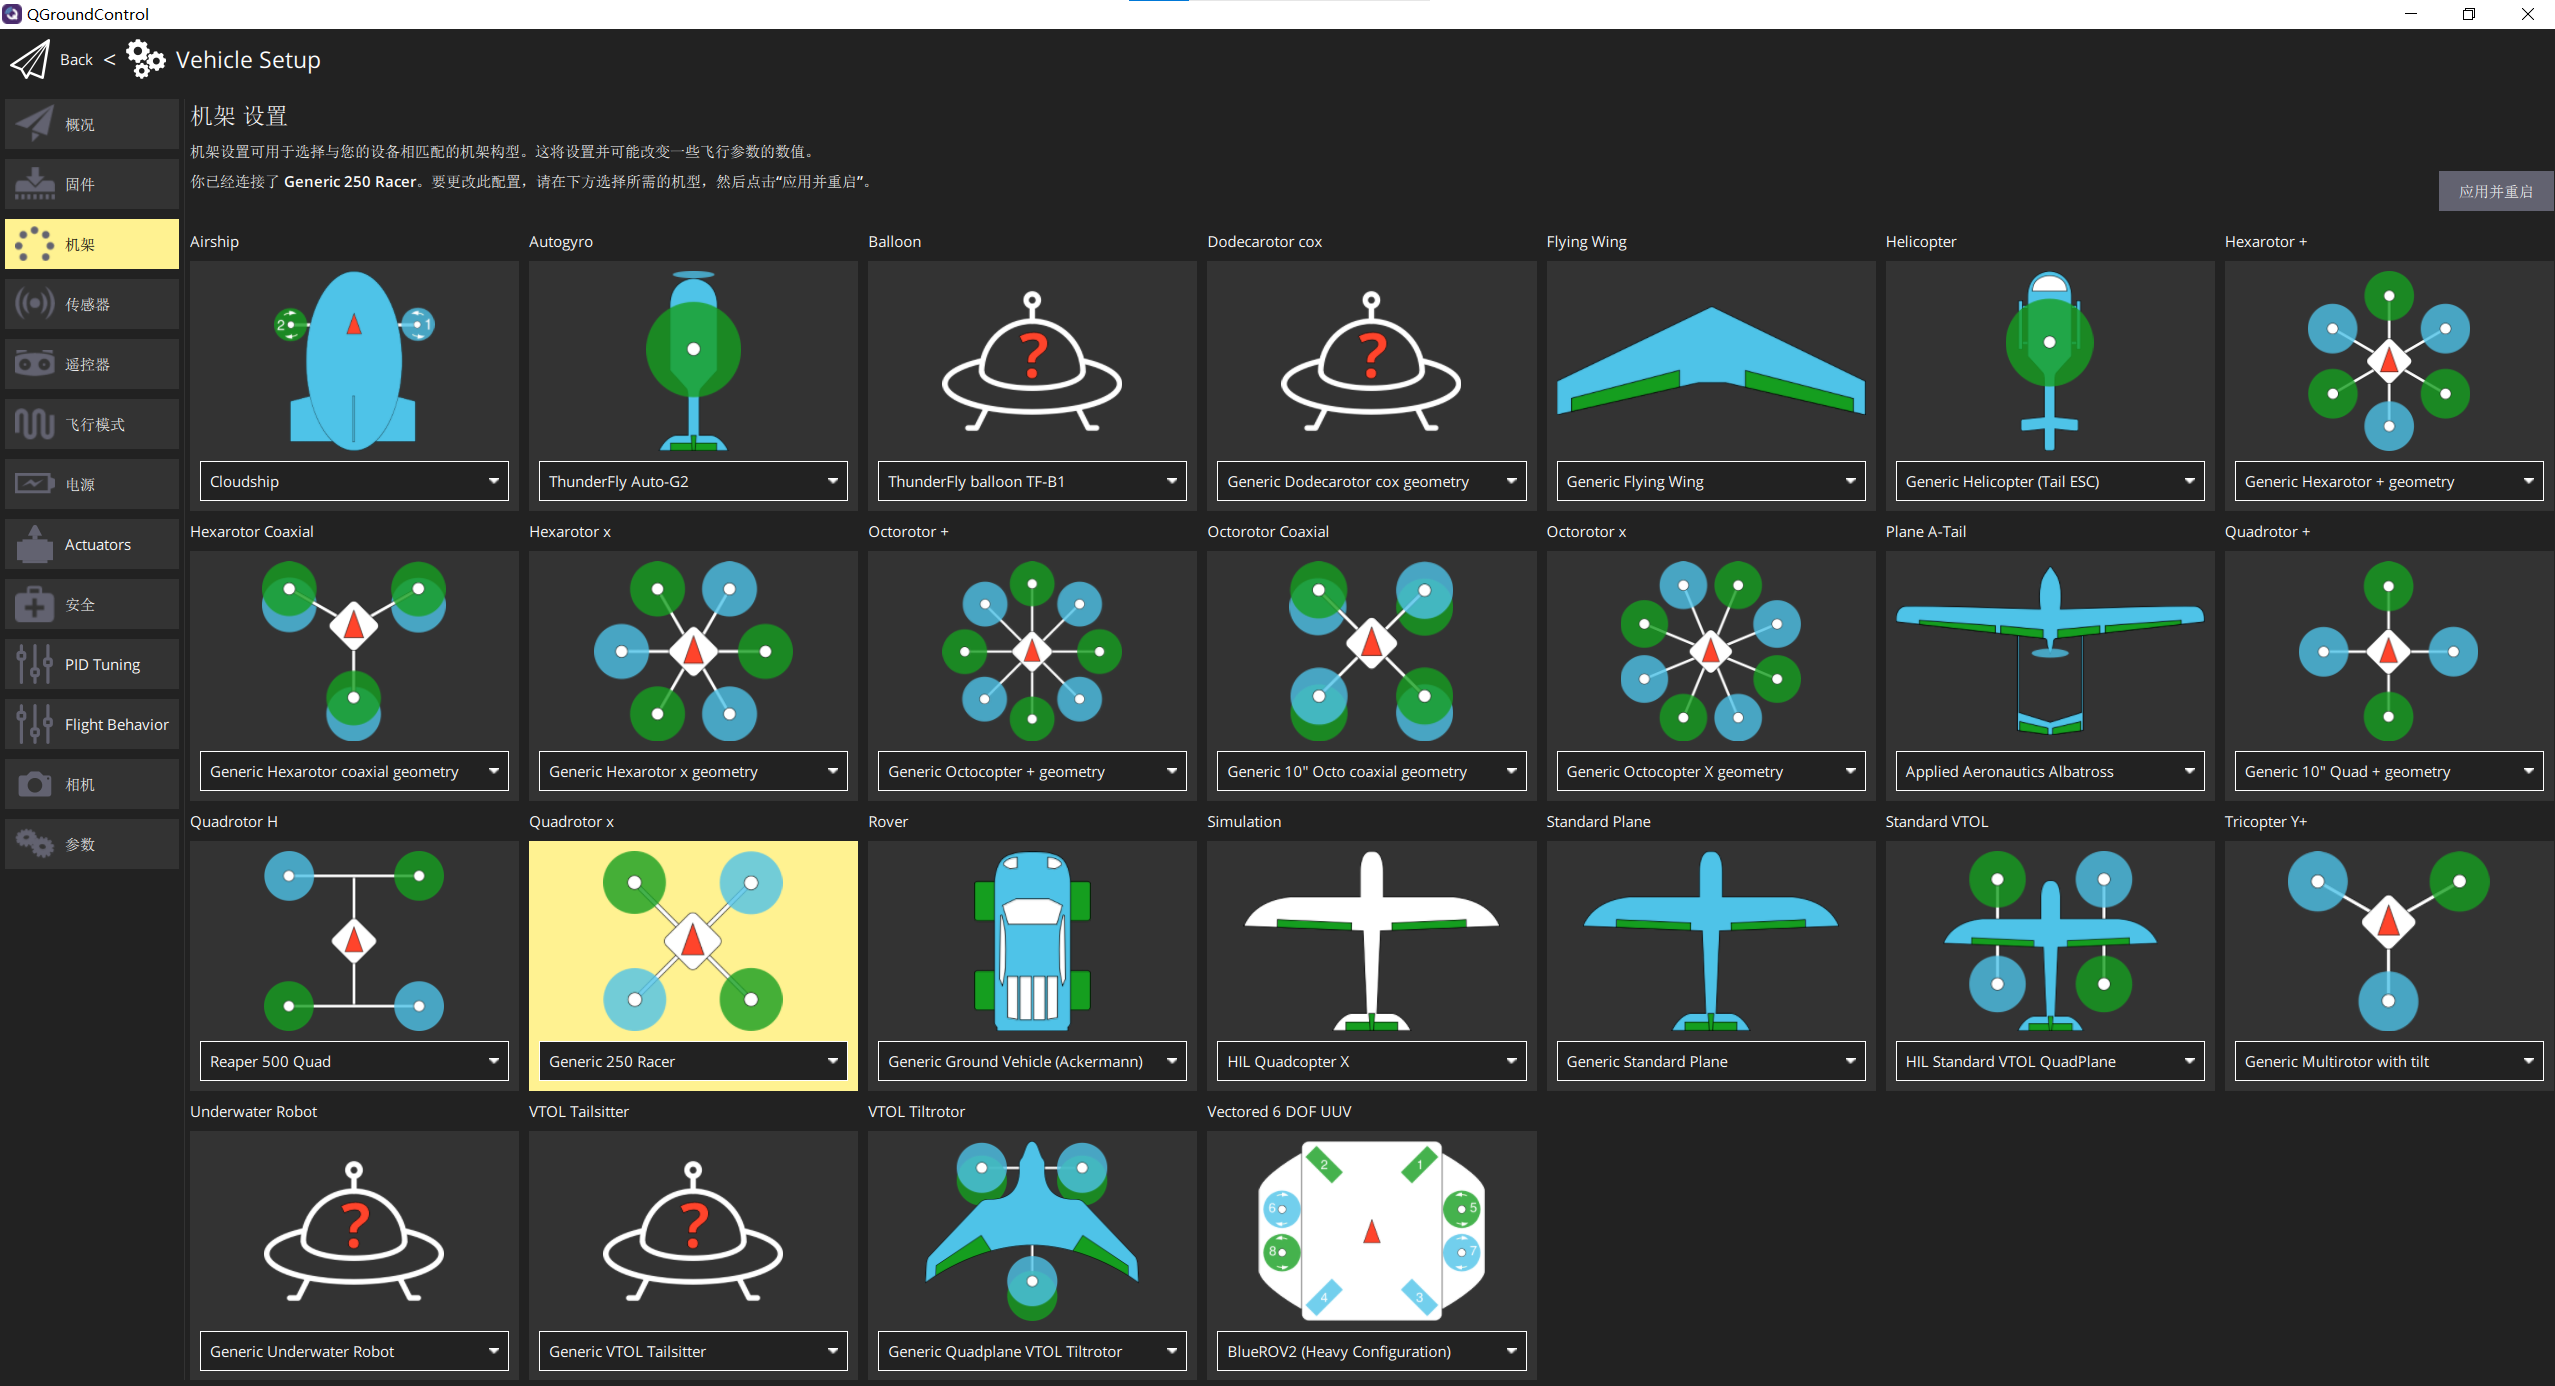 QGroundControl
Back < Vehicle Setup
概况
固件
机架
传感器
遥控器
飞行模式
电源
Actuators
安全
PID Tuning
Flight Behavior
相机
参数
机架 设置
机架设置可用于选择与您的设备相匹配的机架构型。这将设置并可能改变一些飞行参数的数值。
你已经连接了 Generic 250 Racer。要更改此配置，请在下方选择所需的机型，然后点击“应用并重启”。
应用并重启
Airship
Autogyro
Balloon
Dodecarotor cox
Flying Wing
Helicopter
Hexarotor +
2
1
?
?
Cloudship
ThunderFly Auto-G2
ThunderFly balloon TF-B1
Generic Dodecarotor cox geometry
Generic Flying Wing
Generic Helicopter (Tail ESC)
Generic Hexarotor + geometry
Hexarotor Coaxial
Hexarotor x
Octorotor +
Octorotor Coaxial
Octorotor x
Plane A-Tail
Quadrotor +
Generic Hexarotor coaxial geometry
Generic Hexarotor x geometry
Generic Octocopter + geometry
Generic 10" Octo coaxial geometry
Generic Octocopter X geometry
Applied Aeronautics Albatross
Generic 10" Quad + geometry
Quadrotor H
Quadrotor x
Rover
Simulation
Standard Plane
Standard VTOL
Tricopter Y+
Reaper 500 Quad
Generic 250 Racer
Generic Ground Vehicle (Ackermann)
HIL Quadcopter X
Generic Standard Plane
HIL Standard VTOL QuadPlane
Generic Multirotor with tilt
Underwater Robot
VTOL Tailsitter
VTOL Tiltrotor
Vectored 6 DOF UUV
?
?
2
1
6
5
8
7
4
3
Generic Underwater Robot
Generic VTOL Tailsitter
Generic Quadplane VTOL Tiltrotor
BlueROV2 (Heavy Configuration)